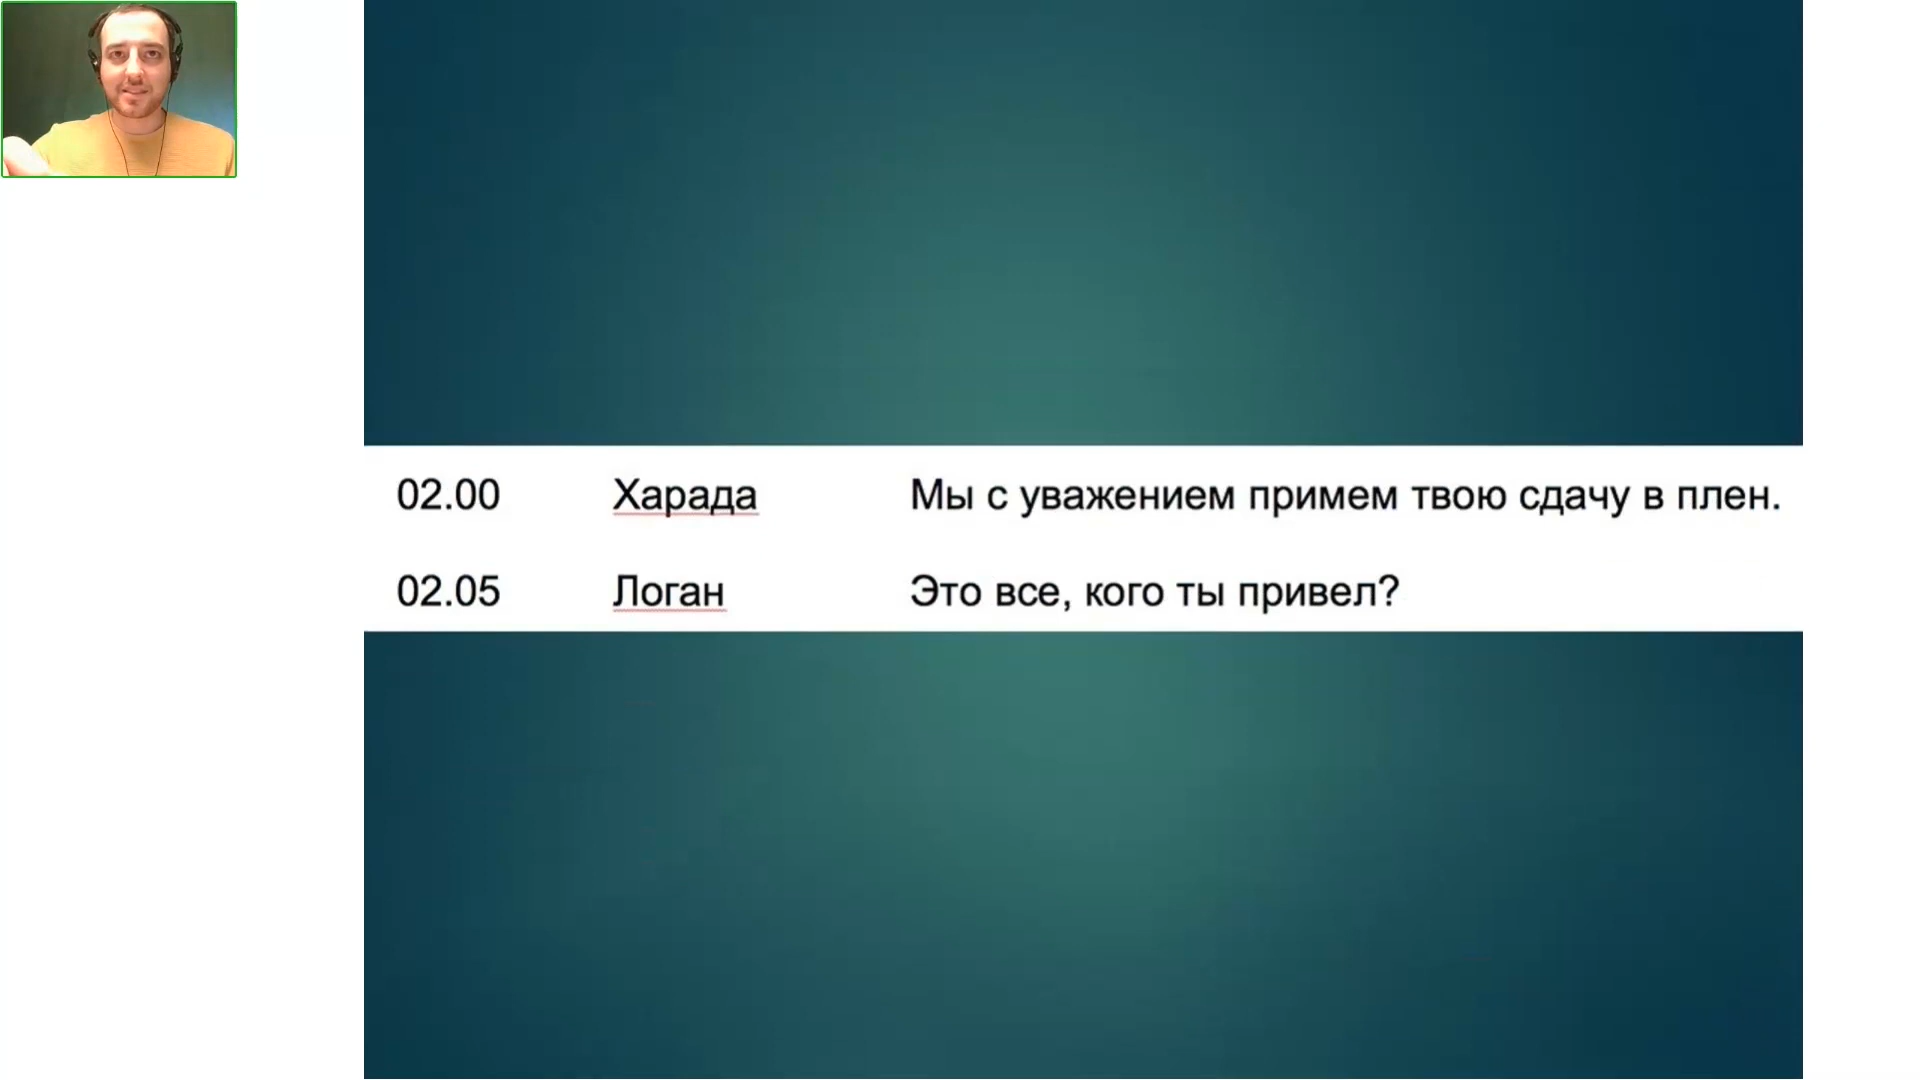 02.00 Харада Мы с уважением примем твою сдачу в плен.
02.05 Логан Это все, кого ты привел?